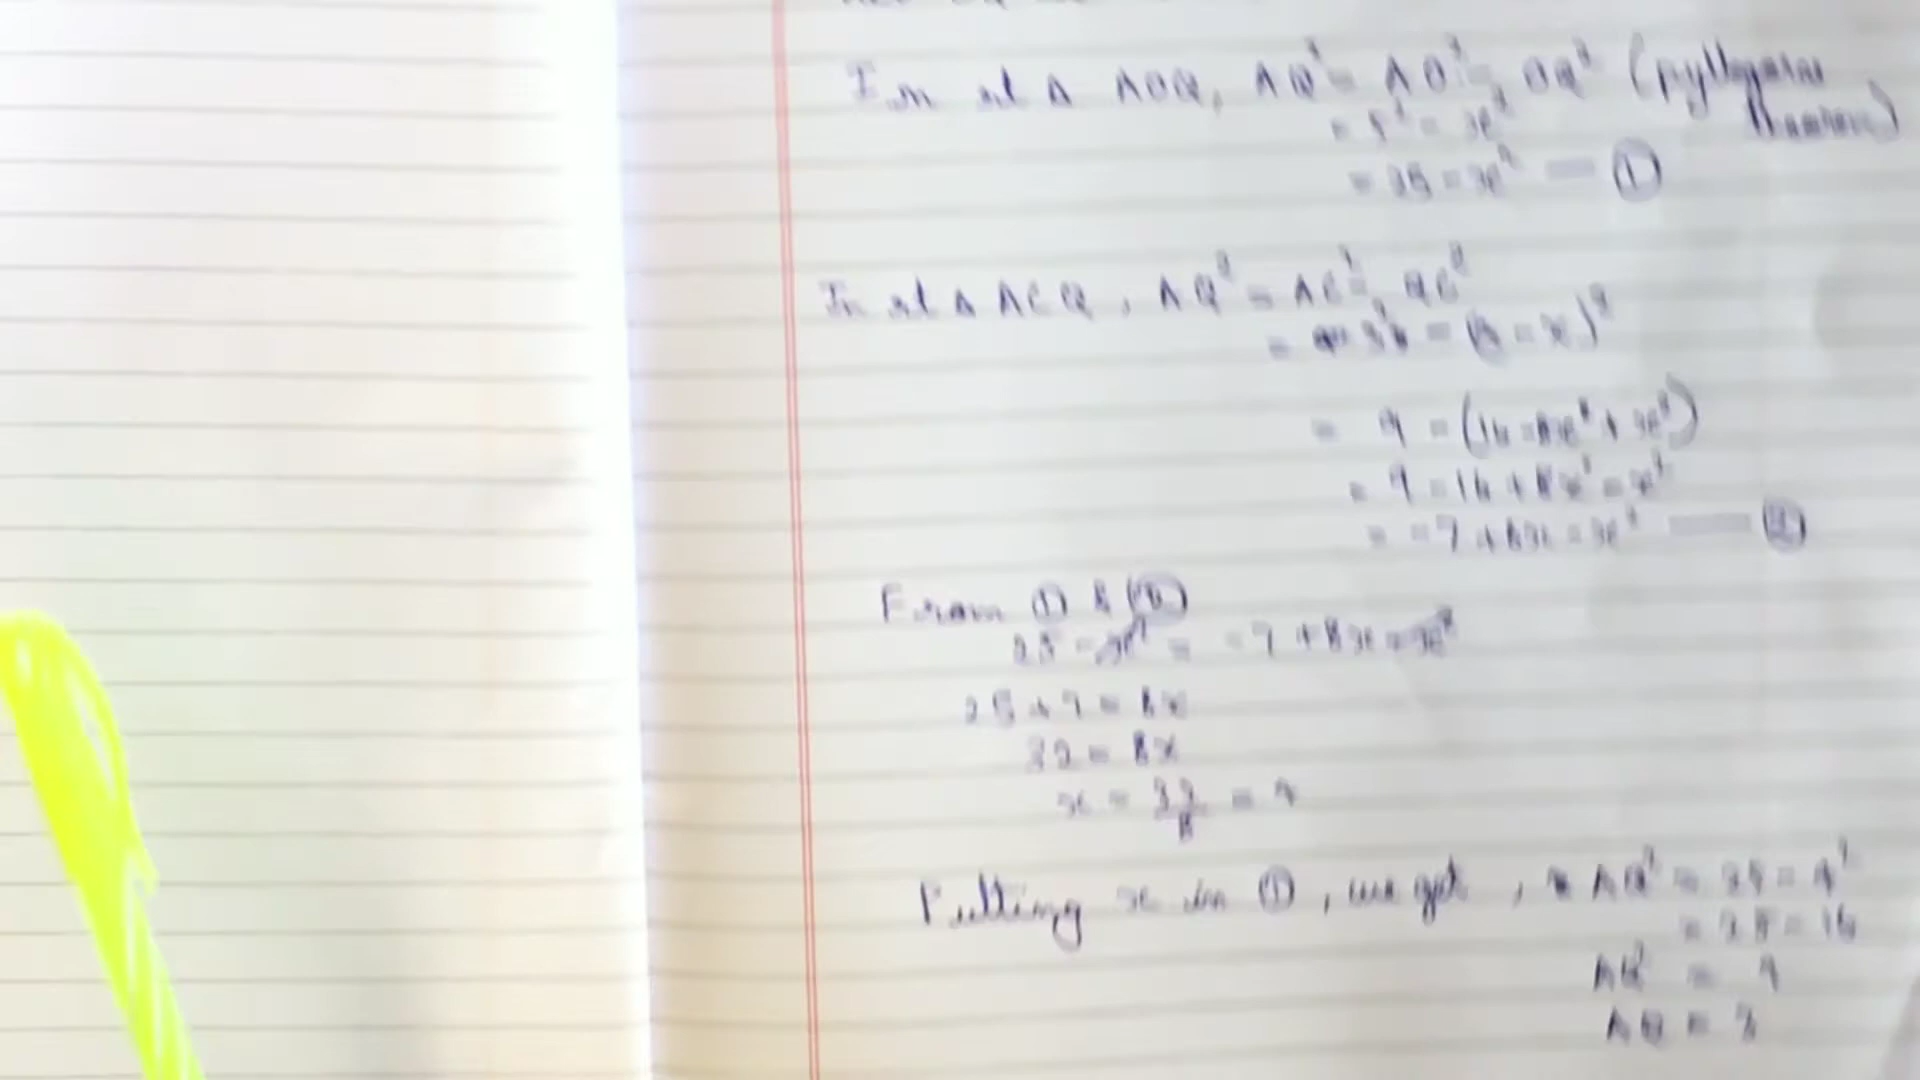 In rt Δ AOQ, AQ² = AO² - OQ² (pythagoras
theorem)
= 5² - x²
= 25 - x² — ①
In rt Δ ACQ, AQ² = AC² - QC²
= 3² - (4 - x)²
= 9 - (16 - 8x² + x²)
= 9 - 16 + 8x² - x²
= -7 + 8x - x² — ②
From ① & ②
25 - x² = -7 + 8x - x²
25 + 7 = 8x
32 = 8x
x = 32/8 = 4
Putting x in ①, we get, AQ² = 25 - 4²
= 25 - 16
AQ² = 9
AQ = 3